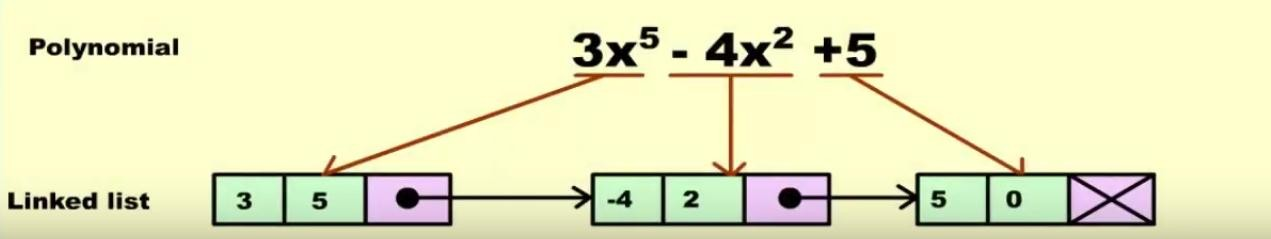 Polynomial 3x⁵ - 4x² +5
Linked list 3 5 -4 2 5 0